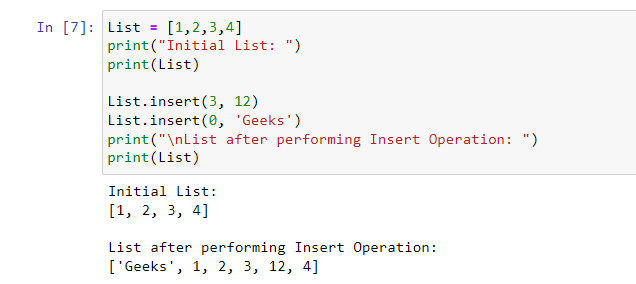 In [7]: List = [1,2,3,4]
print("Initial List: ")
print(List)

List.insert(3, 12)
List.insert(0, 'Geeks')
print("\nList after performing Insert Operation: ")
print(List)
Initial List:
[1, 2, 3, 4]

List after performing Insert Operation:
['Geeks', 1, 2, 3, 12, 4]